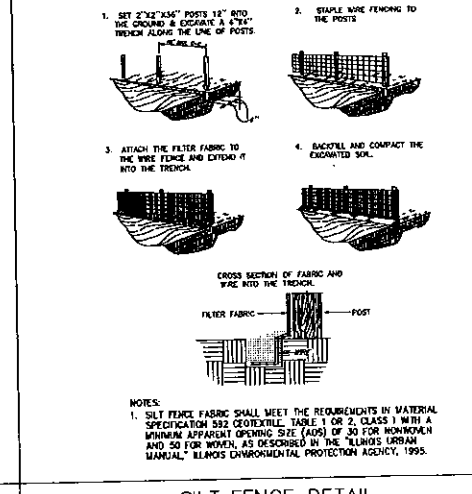 1. SET 2"X2"X36" POSTS 12" INTO
THE GROUND & EXCAVATE A 4"X4"
TRENCH ALONG THE LINE OF POSTS.
2. STAPLE WIRE FENCING TO
THE POSTS
4"
3. ATTACH THE FILTER FABRIC TO
THE WIRE FENCE AND EXTEND IT
INTO THE TRENCH.
4. BACKFILL AND COMPACT THE
EXCAVATED SOIL.
CROSS SECTION OF FABRIC AND
WIRE INTO THE TRENCH.
FILTER FABRIC
POST
WIRE
NOTES:
1. SILT FENCE FABRIC SHALL MEET THE REQUIREMENTS IN MATERIAL
SPECIFICATION 592 GEOTEXTILE, TABLE 1 OR 2, CLASS 1 WITH A
MINIMUM APPARENT OPENING SIZE (AOS) OF 30 FOR NONWOVEN
AND 50 FOR WOVEN, AS DESCRIBED IN THE "ILLINOIS URBAN
MANUAL," ILLINOIS ENVIRONMENTAL PROTECTION AGENCY, 1995.
SILT FENCE DETAIL